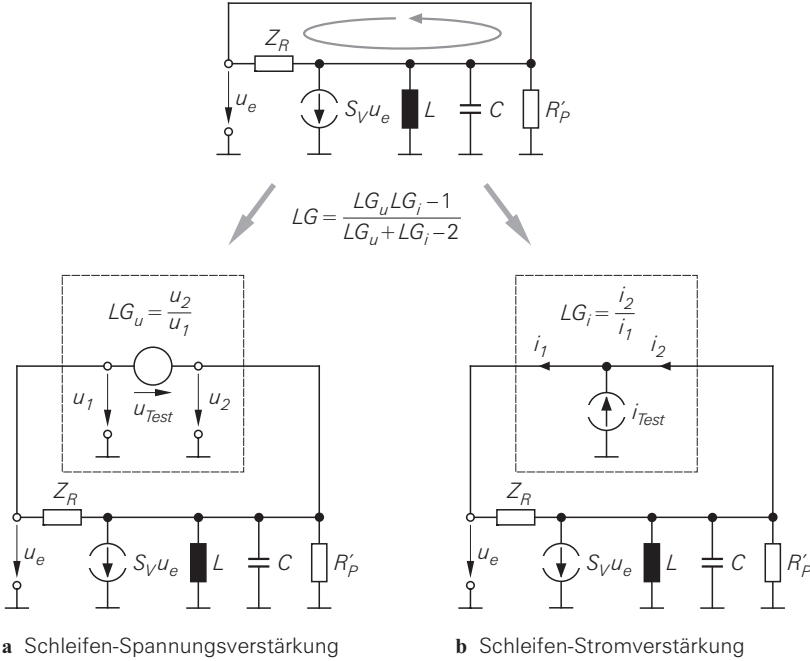 Z_R
u_e
S_V u_e
L
C
R'_P
LG = (LG_u LG_i – 1) / (LG_u + LG_i – 2)
LG_u = u_2 / u_1
u_1
u_Test
u_2
Z_R
u_e
S_V u_e
L
C
R'_P
LG_i = i_2 / i_1
i_1
i_2
i_Test
Z_R
u_e
S_V u_e
L
C
R'_P
a Schleifen-Spannungsverstärkung
b Schleifen-Stromverstärkung